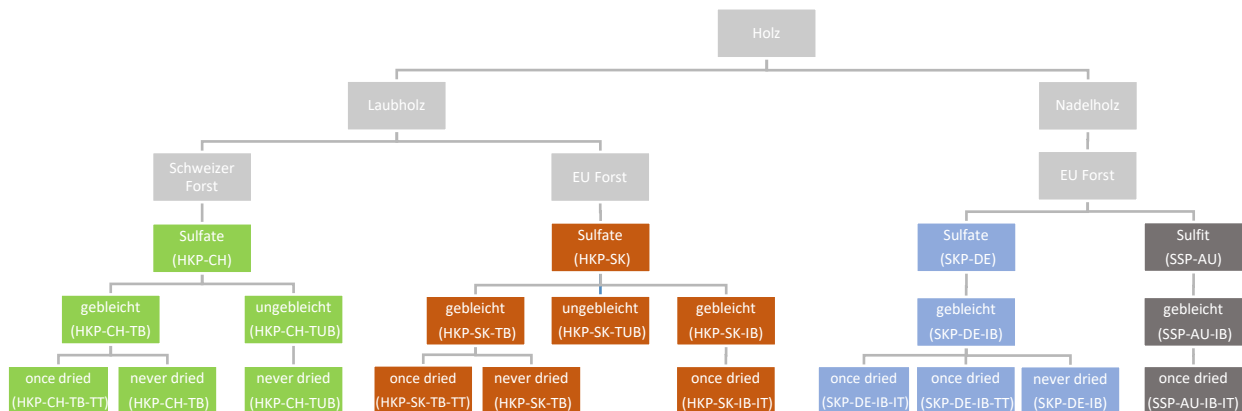 Holz
Laubholz
Nadelholz
Schweizer
Forst
EU Forst
EU Forst
Sulfate
(HKP-CH)
Sulfate
(HKP-SK)
Sulfate
(SKP-DE)
Sulfit
(SSP-AU)
gebleicht
(HKP-CH-TB)
ungebleicht
(HKP-CH-TUB)
gebleicht
(HKP-SK-TB)
ungebleicht
(HKP-SK-TUB)
gebleicht
(HKP-SK-IB)
gebleicht
(SKP-DE-IB)
gebleicht
(SSP-AU-IB)
once dried
(HKP-CH-TB-TT)
never dried
(HKP-CH-TB)
never dried
(HKP-CH-TUB)
once dried
(HKP-SK-TB-TT)
never dried
(HKP-SK-TB)
once dried
(HKP-SK-IB-IT)
once dried
(SKP-DE-IB-IT)
once dried
(SKP-DE-IB-TT)
never dried
(SKP-DE-IB)
once dried
(SSP-AU-IB-IT)